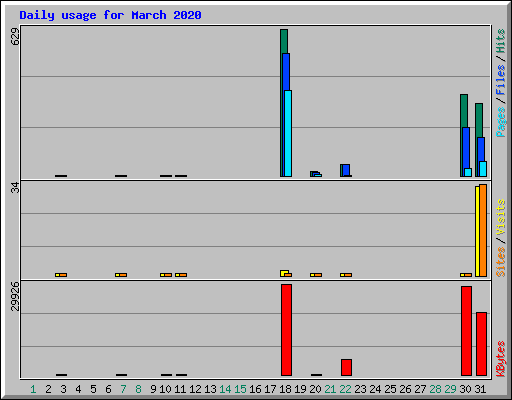 Daily usage for March 2020
629
Pages / Files / Hits
34
Sites / Visits
29926
KBytes
1 2 3 4 5 6 7 8 9 10 11 12 13 14 15 16 17 18 19 20 21 22 23 24 25 26 27 28 29 30 31